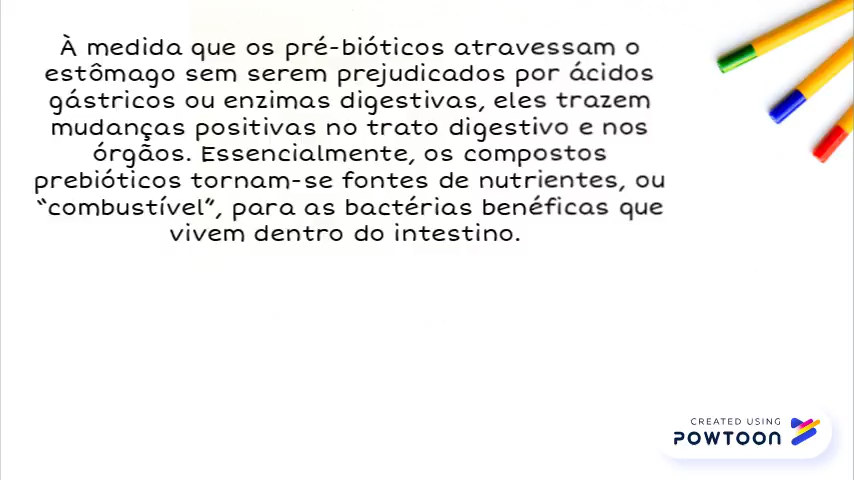 À medida que os pré-bióticos atravessam o
estômago sem serem prejudicados por ácidos
gástricos ou enzimas digestivas, eles trazem
mudanças positivas no trato digestivo e nos
órgãos. Essencialmente, os compostos
prebióticos tornam-se fontes de nutrientes, ou
“combustível”, para as bactérias benéficas que
vivem dentro do intestino.
CREATED USING
POWTOON